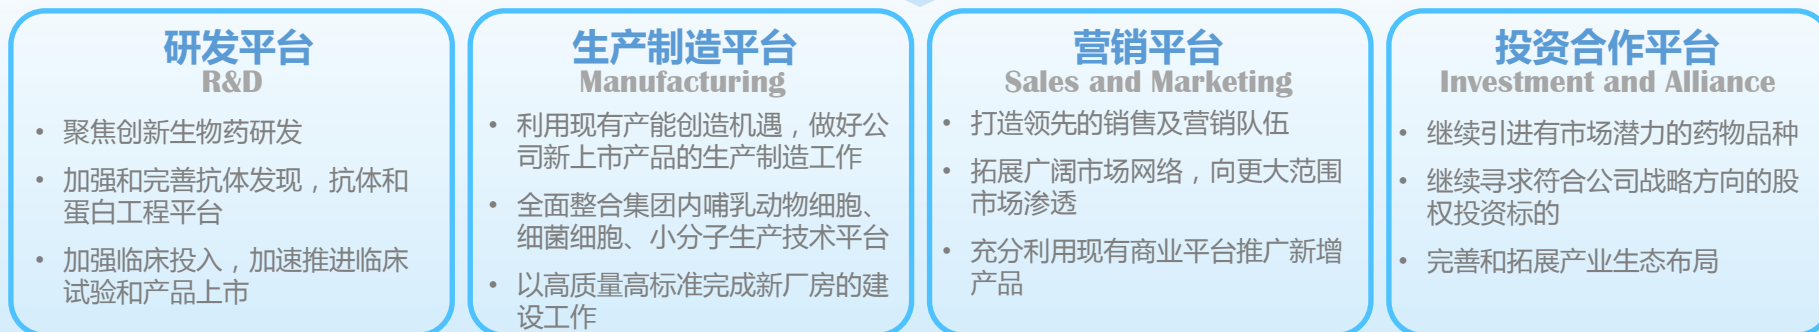 研发平台
R&D
• 聚焦创新生物药研发
• 加强和完善抗体发现，抗体和
蛋白工程平台
• 加强临床投入，加速推进临床
试验和产品上市
生产制造平台
Manufacturing
• 利用现有产能创造机遇，做好公
司新上市产品的生产制造工作
• 全面整合集团内哺乳动物细胞、
细菌细胞、小分子生产技术平台
• 以高质量高标准完成新厂房的建
设工作
营销平台
Sales and Marketing
• 打造领先的销售及营销队伍
• 拓展广阔市场网络，向更大范围
市场渗透
• 充分利用现有商业平台推广新增
产品
投资合作平台
Investment and Alliance
• 继续引进有市场潜力的药物品种
• 继续寻求符合公司战略方向的股
权投资标的
• 完善和拓展产业生态布局